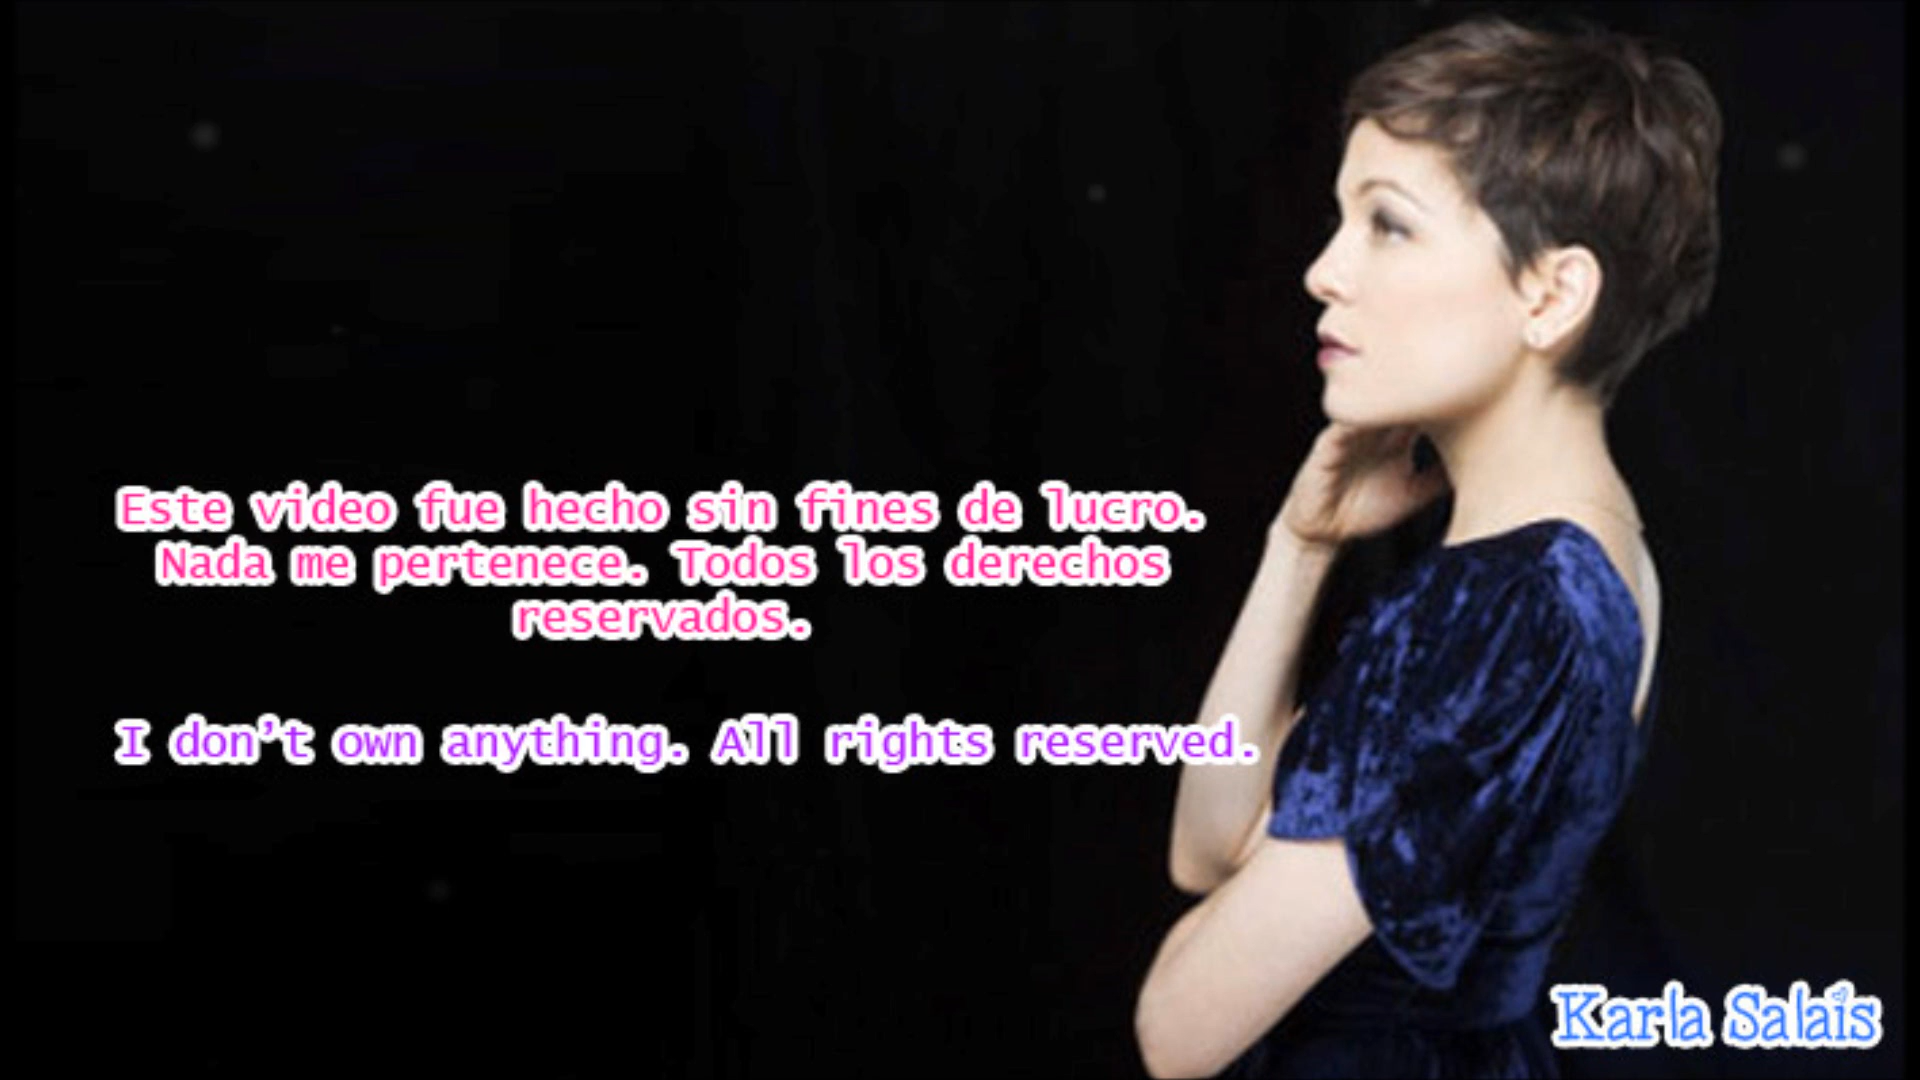 Este video fue hecho sin fines de lucro.
Nada me pertenece. Todos los derechos
reservados.
I don't own anything. All rights reserved.
Karla Salais